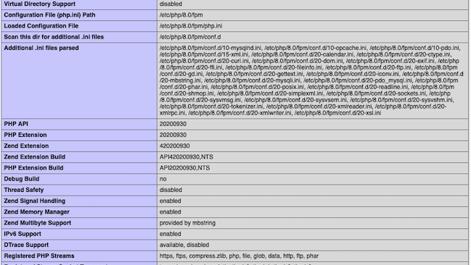 Virtual Directory Support disabled
Configuration File (php.ini) Path /etc/php/8.0/fpm
Loaded Configuration File /etc/php/8.0/fpm/php.ini
Scan this dir for additional .ini files /etc/php/8.0/fpm/conf.d
Additional .ini files parsed /etc/php/8.0/fpm/conf.d/10-mysqlnd.ini, /etc/php/8.0/fpm/conf.d/10-opcache.ini, /etc/php/8.0/fpm/conf.d/10-pdo.ini,
/etc/php/8.0/fpm/conf.d/15-xml.ini, /etc/php/8.0/fpm/conf.d/20-calendar.ini, /etc/php/8.0/fpm/conf.d/20-ctype.ini,
/etc/php/8.0/fpm/conf.d/20-curl.ini, /etc/php/8.0/fpm/conf.d/20-dom.ini, /etc/php/8.0/fpm/conf.d/20-exif.ini, /etc/php
/8.0/fpm/conf.d/20-ffi.ini, /etc/php/8.0/fpm/conf.d/20-fileinfo.ini, /etc/php/8.0/fpm/conf.d/20-ftp.ini, /etc/php/8.0/fpm
/conf.d/20-gd.ini, /etc/php/8.0/fpm/conf.d/20-gettext.ini, /etc/php/8.0/fpm/conf.d/20-iconv.ini, /etc/php/8.0/fpm/conf.d
/20-mbstring.ini, /etc/php/8.0/fpm/conf.d/20-mysqli.ini, /etc/php/8.0/fpm/conf.d/20-pdo_mysql.ini, /etc/php/8.0/fpm
/conf.d/20-phar.ini, /etc/php/8.0/fpm/conf.d/20-posix.ini, /etc/php/8.0/fpm/conf.d/20-readline.ini, /etc/php/8.0/fpm
/conf.d/20-shmop.ini, /etc/php/8.0/fpm/conf.d/20-simplexml.ini, /etc/php/8.0/fpm/conf.d/20-sockets.ini, /etc/php/8.0
/fpm/conf.d/20-sysvmsg.ini, /etc/php/8.0/fpm/conf.d/20-sysvsem.ini, /etc/php/8.0/fpm/conf.d/20-sysvshm.ini,
/etc/php/8.0/fpm/conf.d/20-tokenizer.ini, /etc/php/8.0/fpm/conf.d/20-xmlreader.ini, /etc/php/8.0/fpm/conf.d/20-
xmlrpc.ini, /etc/php/8.0/fpm/conf.d/20-xmlwriter.ini, /etc/php/8.0/fpm/conf.d/20-xsl.ini
PHP API 20200930
PHP Extension 20200930
Zend Extension 420200930
Zend Extension Build API420200930,NTS
PHP Extension Build API20200930,NTS
Debug Build no
Thread Safety disabled
Zend Signal Handling enabled
Zend Memory Manager enabled
Zend Multibyte Support provided by mbstring
IPv6 Support enabled
DTrace Support available, disabled
Registered PHP Streams https, ftps, compress.zlib, php, file, glob, data, http, ftp, phar